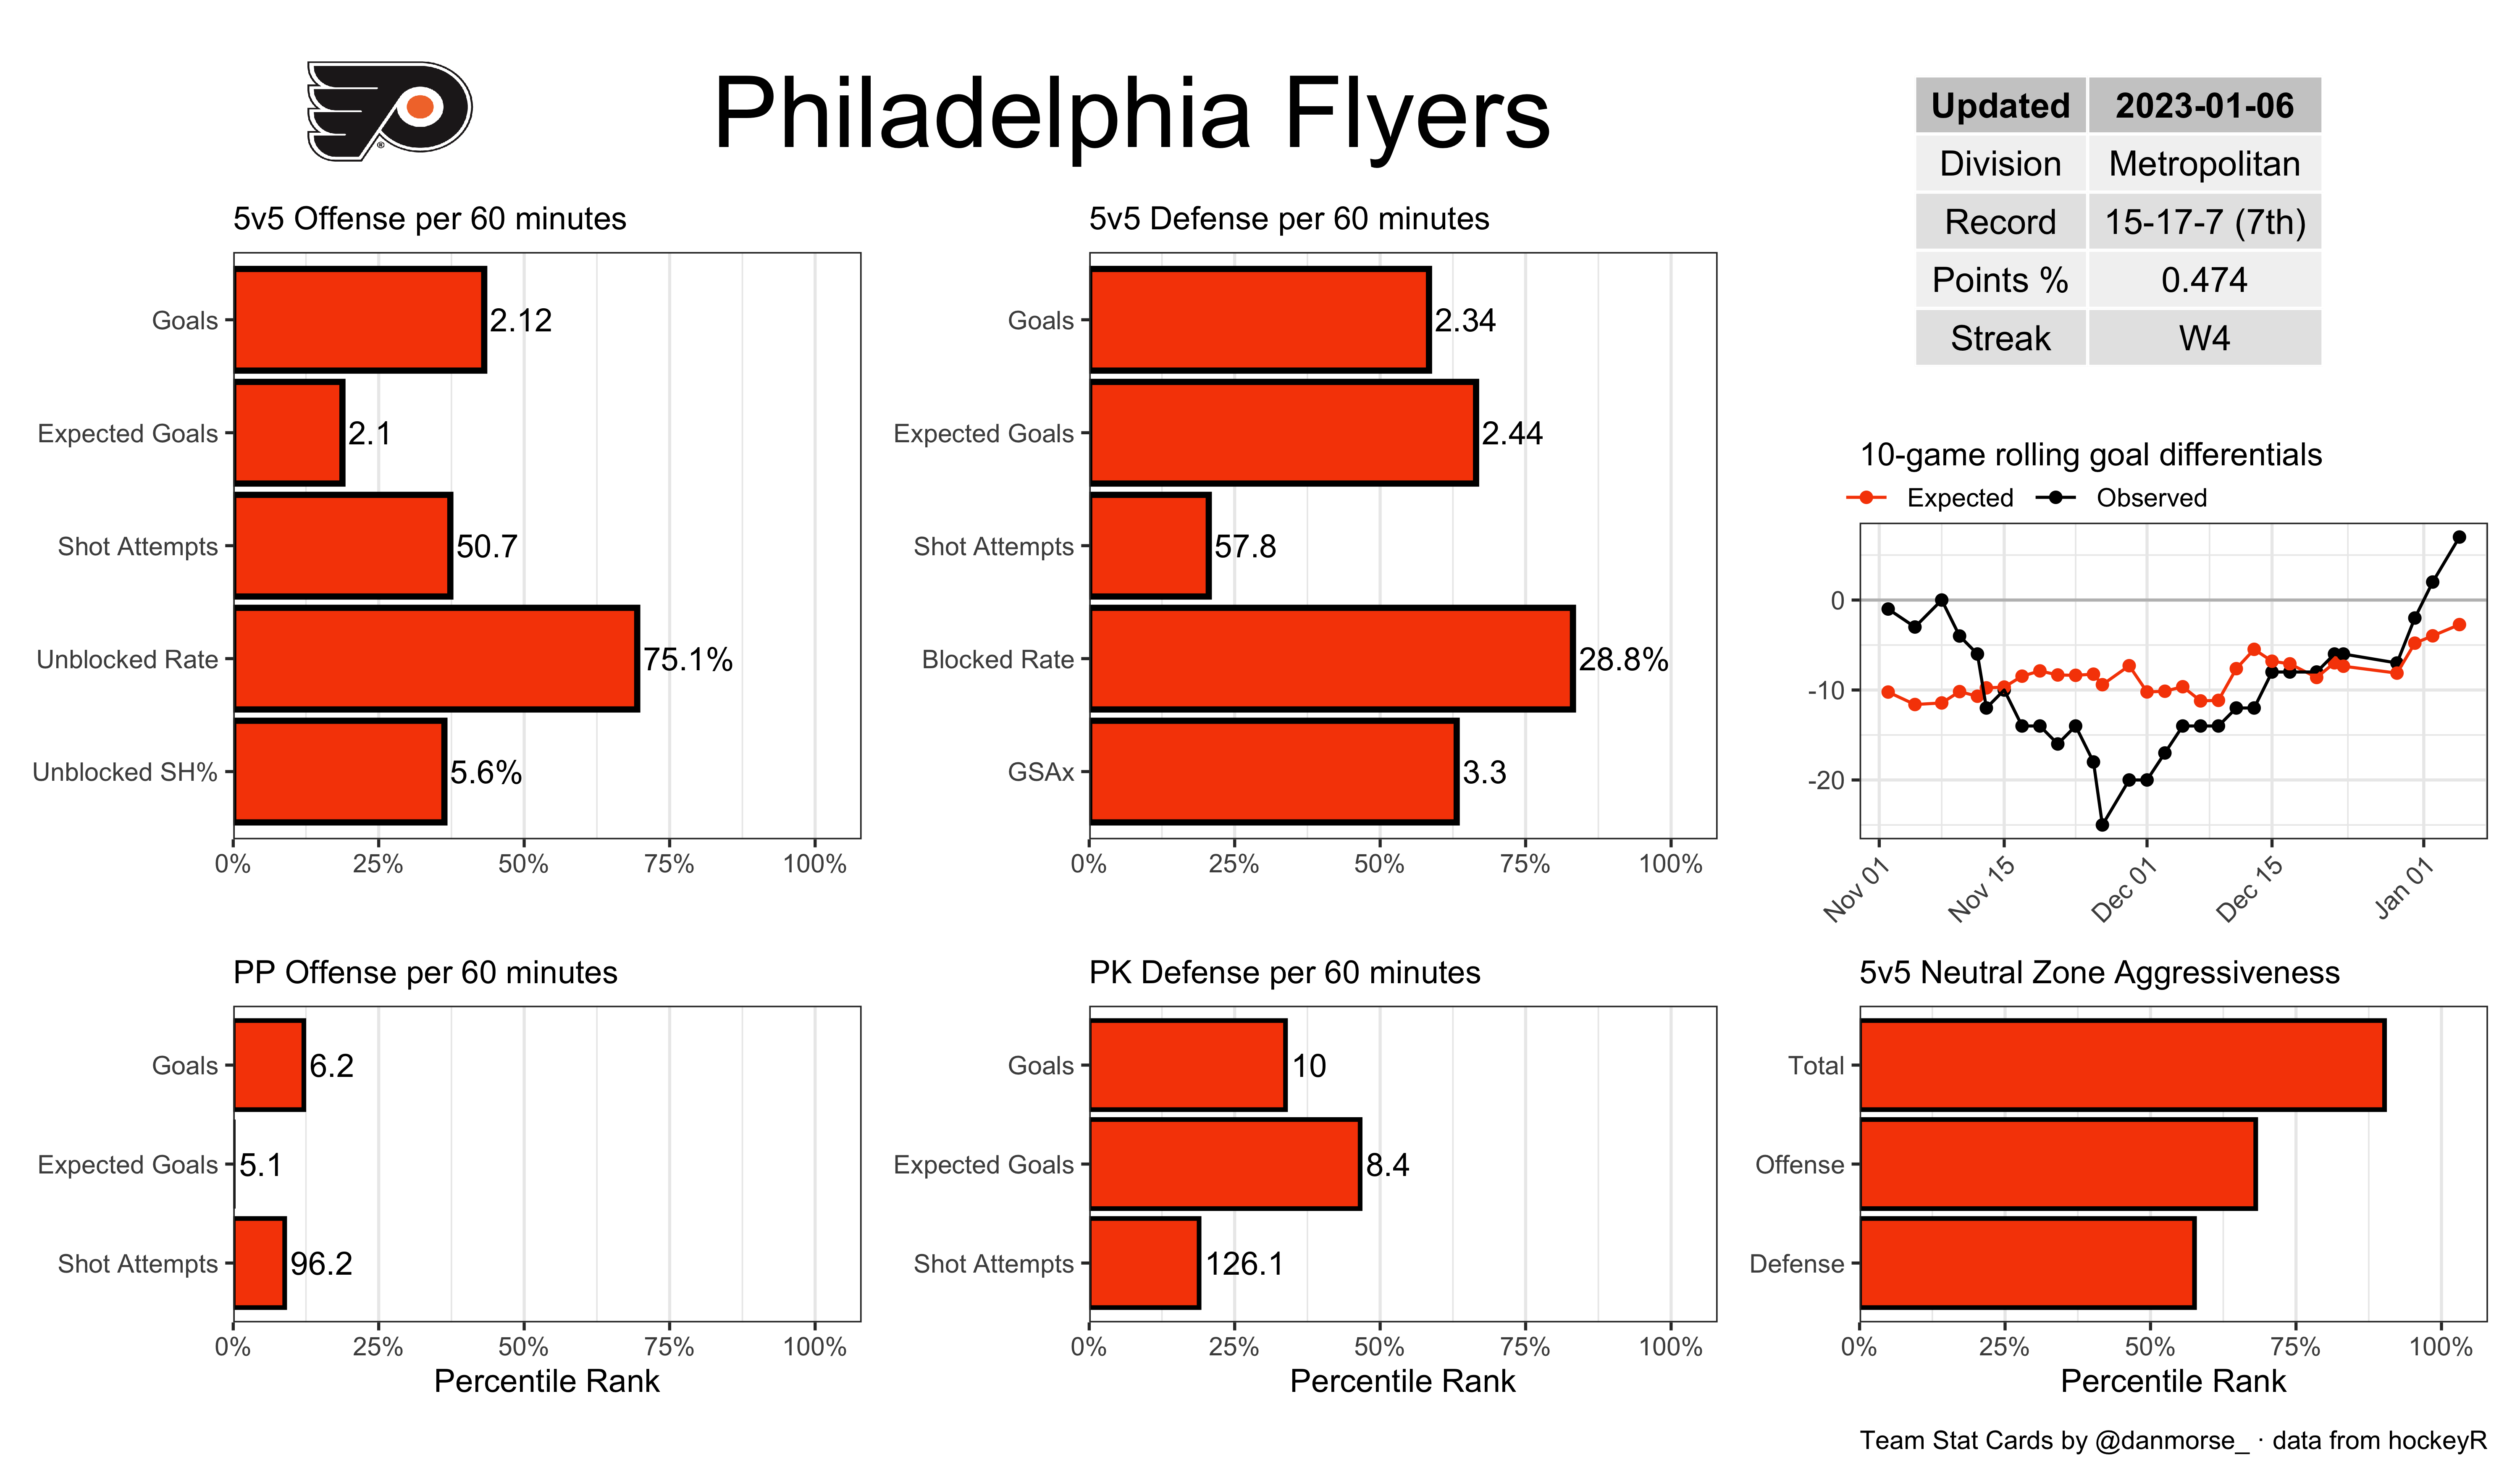 Philadelphia Flyers
®
Updated 2023-01-06
Division Metropolitan
Record 15-17-7 (7th)
Points % 0.474
Streak W4
5v5 Offense per 60 minutes
Goals 2.12
Expected Goals 2.1
Shot Attempts 50.7
Unblocked Rate 75.1%
Unblocked SH% 5.6%
0% 25% 50% 75% 100%
5v5 Defense per 60 minutes
Goals 2.34
Expected Goals 2.44
Shot Attempts 57.8
Blocked Rate 28.8%
GSAx 3.3
0% 25% 50% 75% 100%
10-game rolling goal differentials
Expected Observed
0
-10
-20
Nov 01 Nov 15 Dec 01 Dec 15 Jan 01
PP Offense per 60 minutes
Goals 6.2
Expected Goals 5.1
Shot Attempts 96.2
0% 25% 50% 75% 100%
Percentile Rank
PK Defense per 60 minutes
Goals 10
Expected Goals 8.4
Shot Attempts 126.1
0% 25% 50% 75% 100%
Percentile Rank
5v5 Neutral Zone Aggressiveness
Total
Offense
Defense
0% 25% 50% 75% 100%
Percentile Rank
Team Stat Cards by @danmorse_ · data from hockeyR